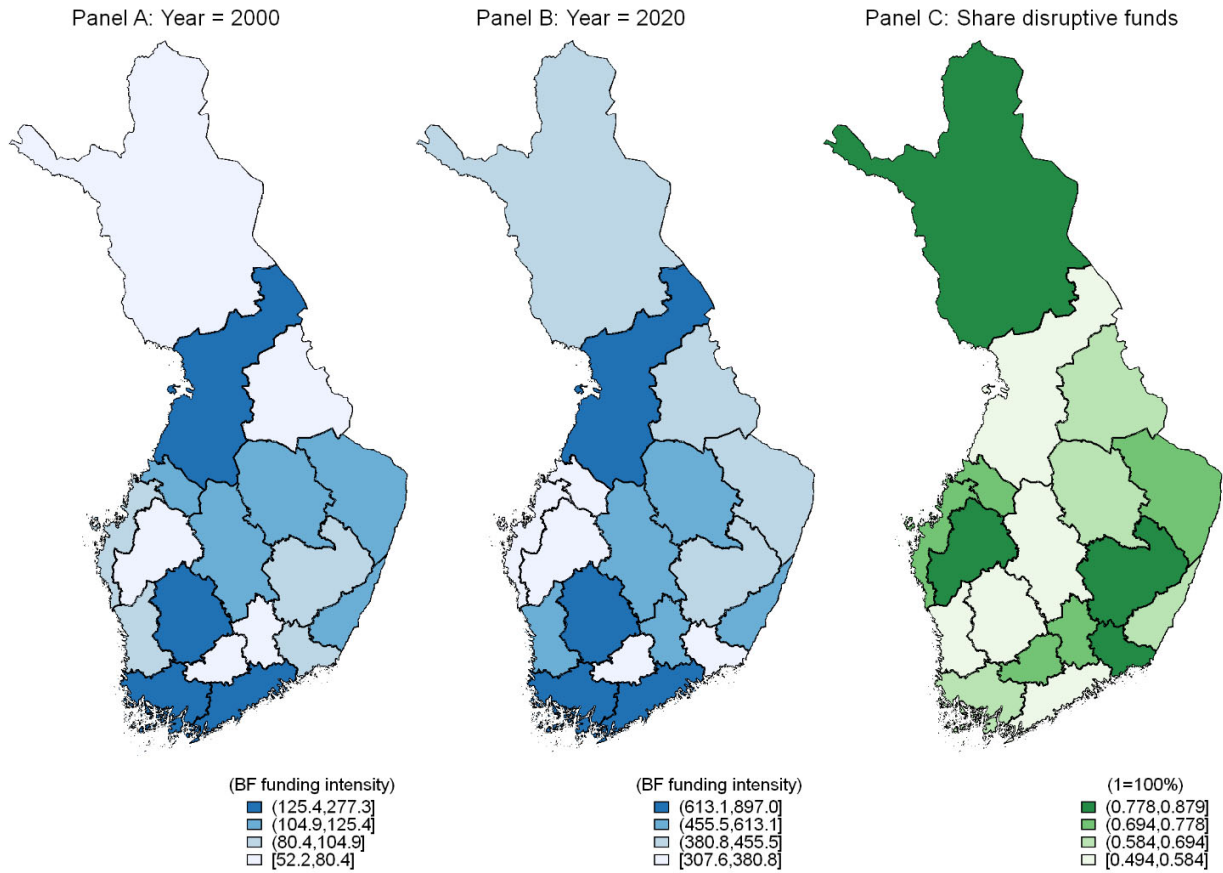 Panel A: Year = 2000
Panel B: Year = 2020
Panel C: Share disruptive funds
(BF funding intensity)
(125.4,277.3]
(104.9,125.4]
(80.4,104.9]
[52.2,80.4]
(BF funding intensity)
(613.1,897.0]
(455.5,613.1]
(380.8,455.5]
[307.6,380.8]
(1=100%)
(0.778,0.879]
(0.694,0.778]
(0.584,0.694]
[0.494,0.584]